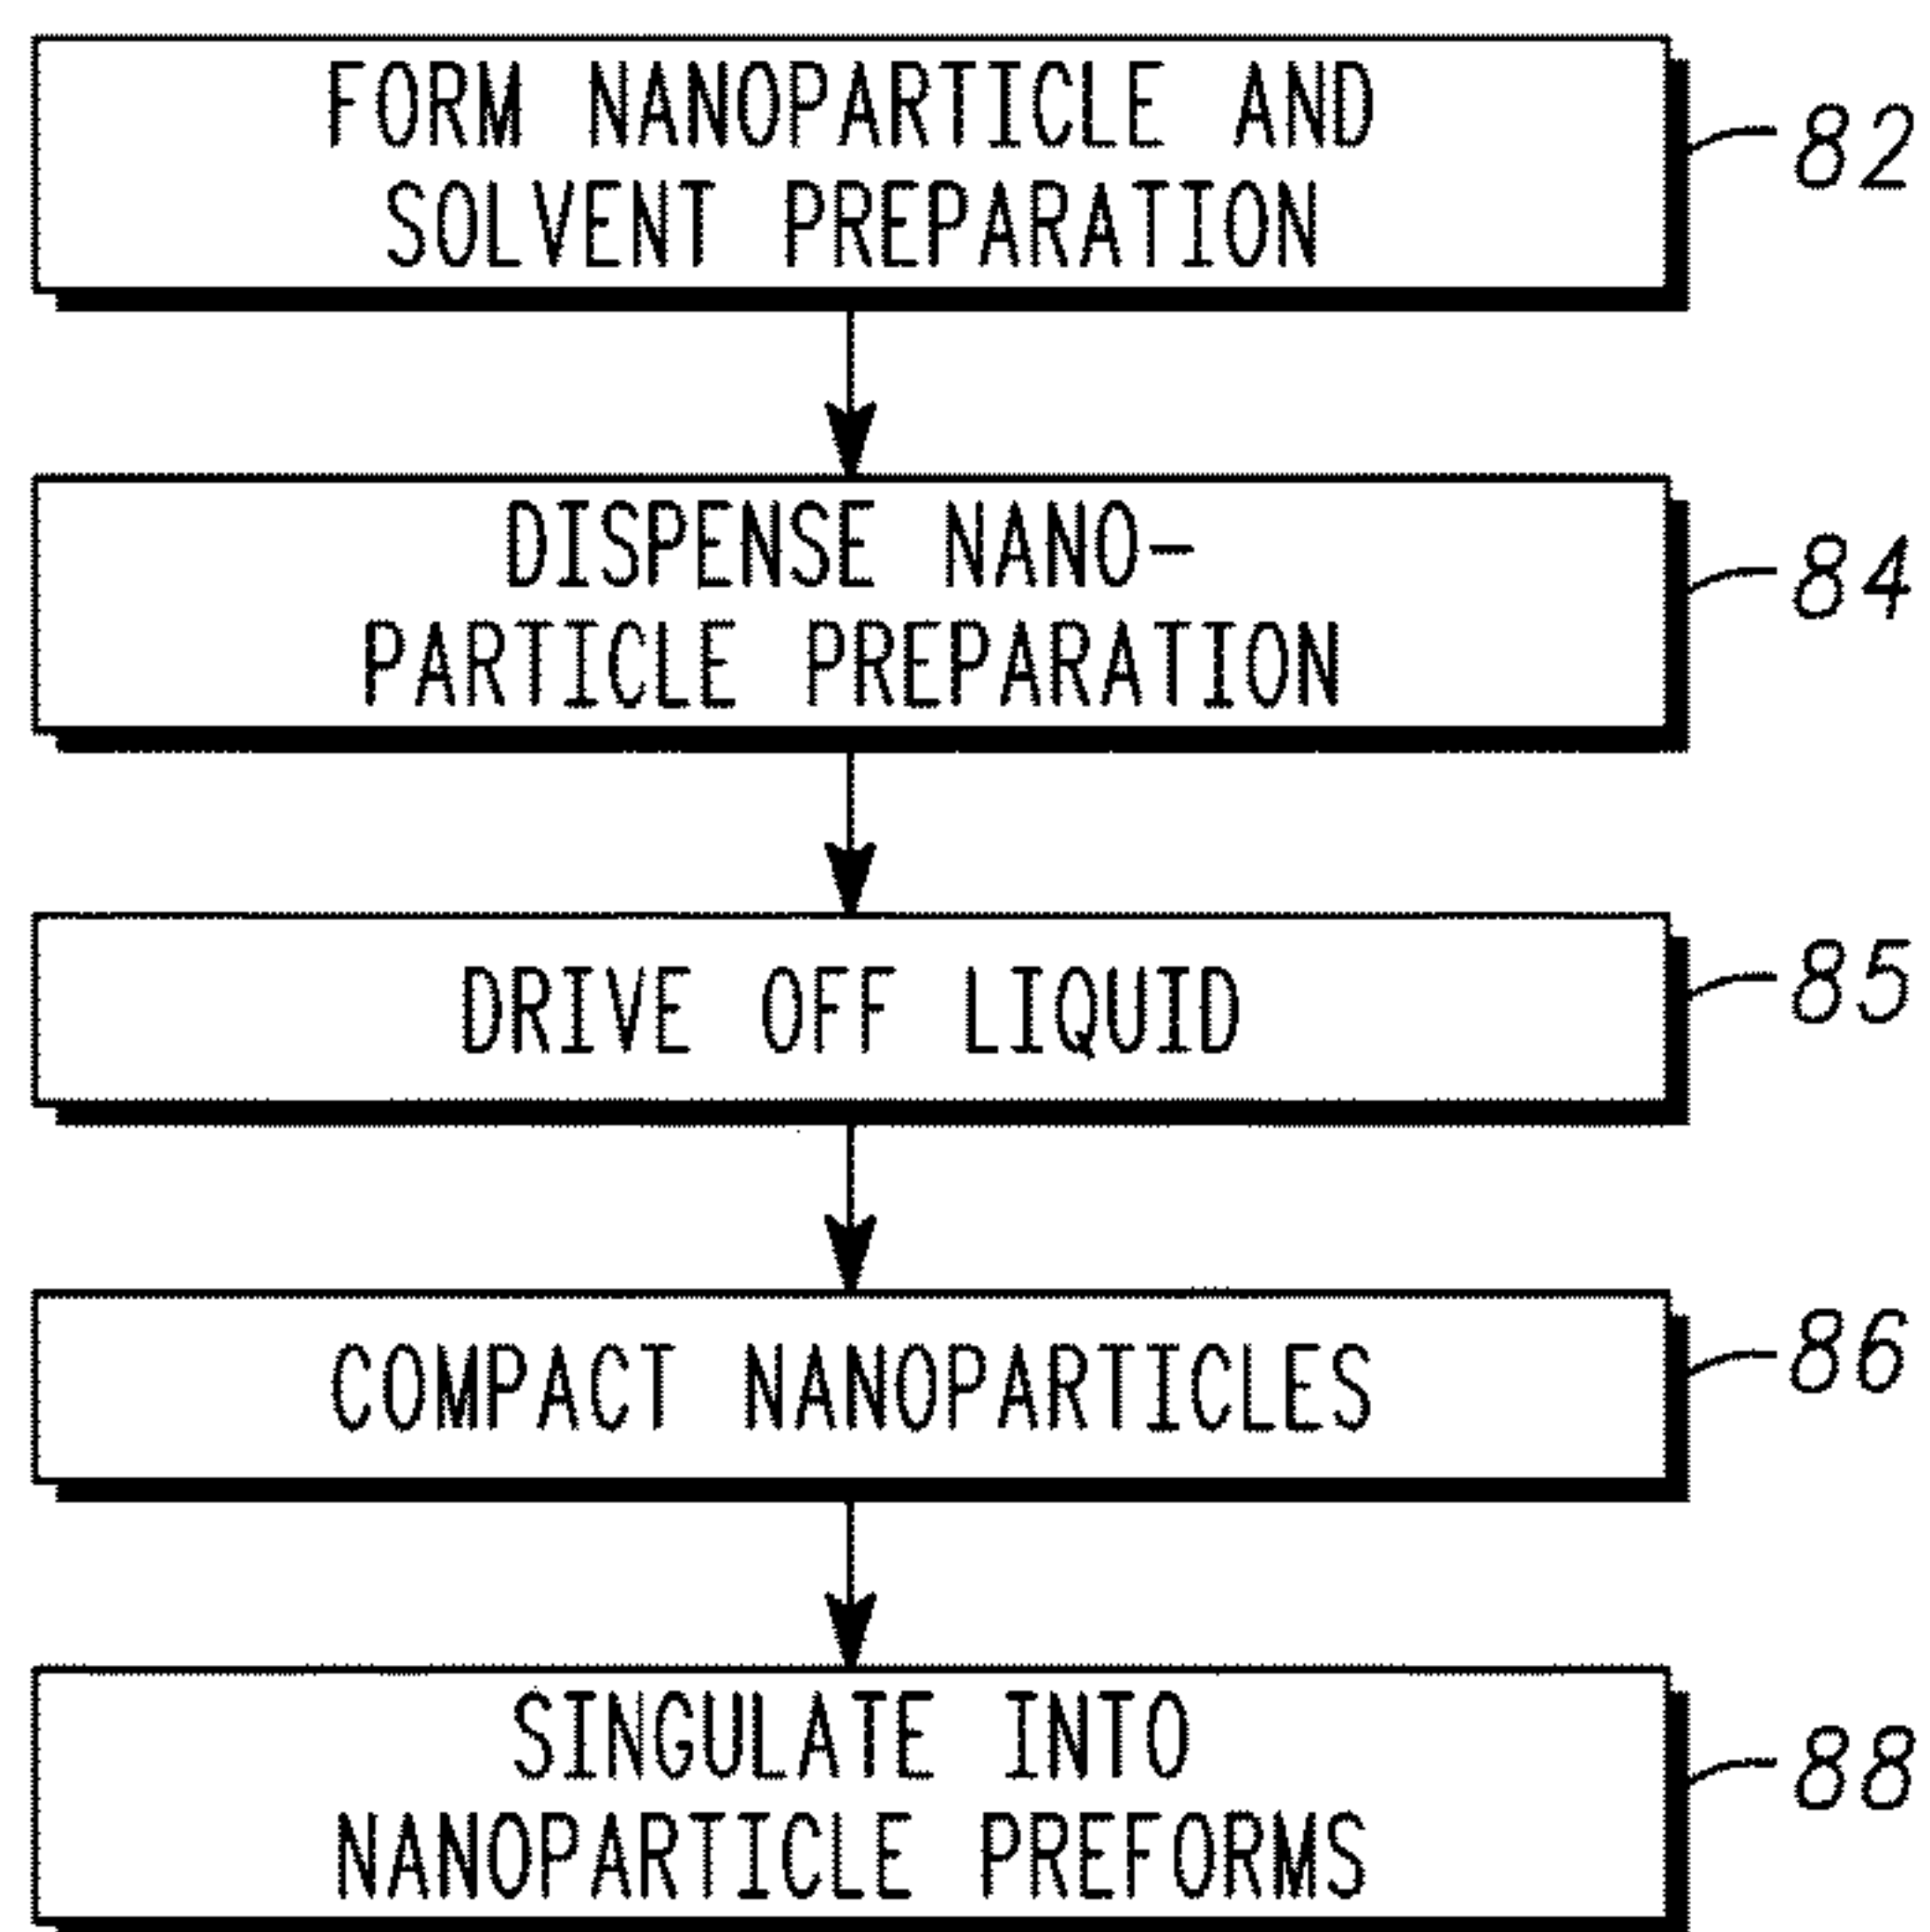 FORM NANOPARTICLE AND
SOLVENT PREPARATION
82
DISPENSE NANO-
PARTICLE PREPARATION
84
DRIVE OFF LIQUID
85
COMPACT NANOPARTICLES
86
SINGULATE INTO
NANOPARTICLE PREFORMS
88